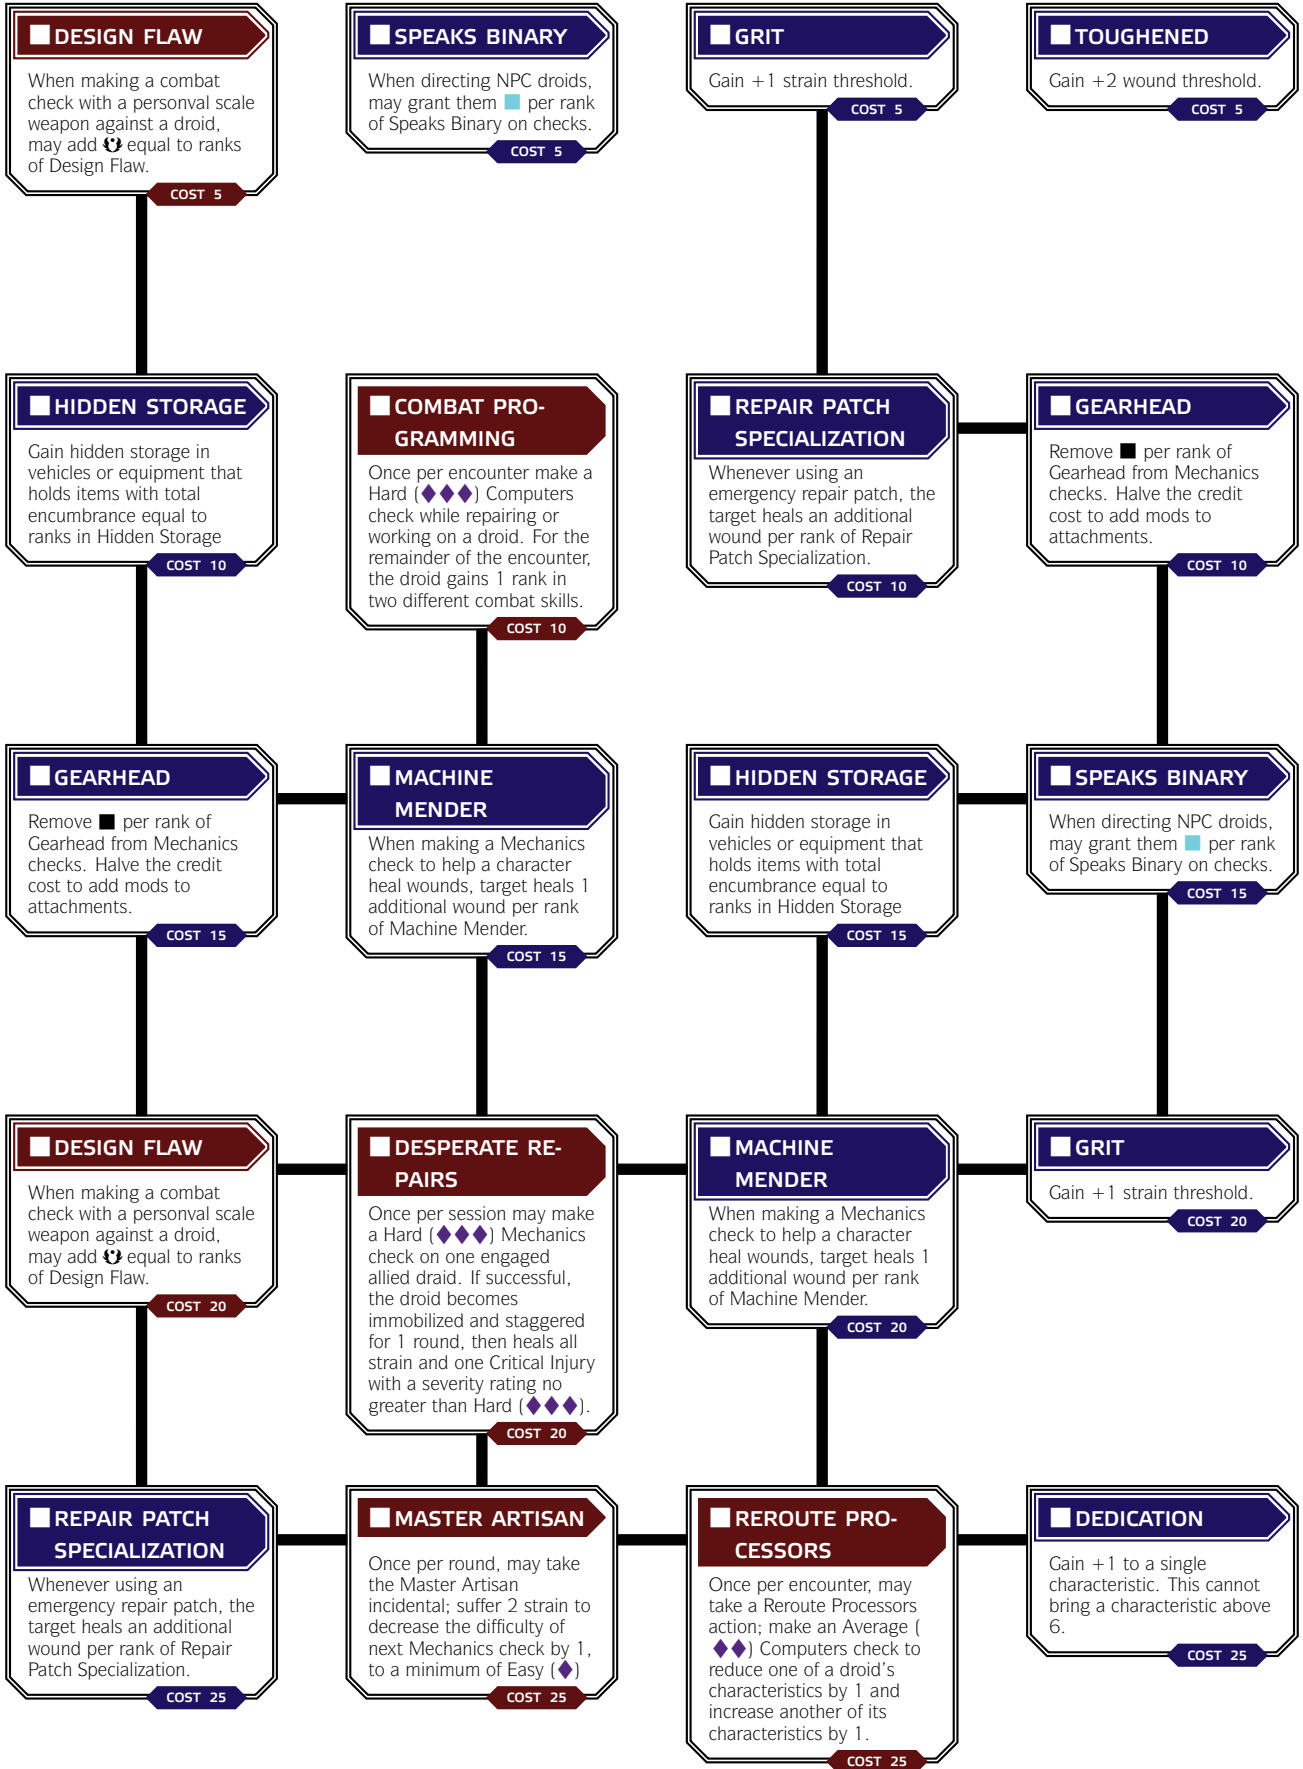 DESIGN FLAW
When making a combat
check with a personval scale
weapon against a droid,
may add equal to ranks
of Design Flaw.
COST 5
SPEAKS BINARY
When directing NPC droids,
may grant them per rank
of Speaks Binary on checks.
COST 5
GRIT
Gain +1 strain threshold.
COST 5
TOUGHENED
Gain +2 wound threshold.
COST 5
HIDDEN STORAGE
Gain hidden storage in
vehicles or equipment that
holds items with total
encumbrance equal to
ranks in Hidden Storage
COST 10
COMBAT PRO-
GRAMMING
Once per encounter make a
Hard (♦♦♦) Computers
check while repairing or
working on a droid. For the
remainder of the encounter,
the droid gains 1 rank in
two different combat skills.
COST 10
REPAIR PATCH
SPECIALIZATION
Whenever using an
emergency repair patch, the
target heals an additional
wound per rank of Repair
Patch Specialization.
COST 10
GEARHEAD
Remove ■ per rank of
Gearhead from Mechanics
checks. Halve the credit
cost to add mods to
attachments.
COST 10
GEARHEAD
Remove ■ per rank of
Gearhead from Mechanics
checks. Halve the credit
cost to add mods to
attachments.
COST 15
MACHINE
MENDER
When making a Mechanics
check to help a character
heal wounds, target heals 1
additional wound per rank
of Machine Mender.
COST 15
HIDDEN STORAGE
Gain hidden storage in
vehicles or equipment that
holds items with total
encumbrance equal to
ranks in Hidden Storage
COST 15
SPEAKS BINARY
When directing NPC droids,
may grant them per rank
of Speaks Binary on checks.
COST 15
DESIGN FLAW
When making a combat
check with a personval scale
weapon against a droid,
may add equal to ranks
of Design Flaw.
COST 20
DESPERATE RE-
PAIRS
Once per session may make
a Hard (♦♦♦) Mechanics
check on one engaged
allied draid. If successful,
the droid becomes
immobilized and staggered
for 1 round, then heals all
strain and one Critical Injury
with a severity rating no
greater than Hard (♦♦♦).
COST 20
MACHINE
MENDER
When making a Mechanics
check to help a character
heal wounds, target heals 1
additional wound per rank
of Machine Mender.
COST 20
GRIT
Gain +1 strain threshold.
COST 20
REPAIR PATCH
SPECIALIZATION
Whenever using an
emergency repair patch, the
target heals an additional
wound per rank of Repair
Patch Specialization.
COST 25
MASTER ARTISAN
Once per round, may take
the Master Artisan
incidental; suffer 2 strain to
decrease the difficulty of
next Mechanics check by 1,
to a minimum of Easy (♦)
COST 25
REROUTE PRO-
CESSORS
Once per encounter, may
take a Reroute Processors
action; make an Average (
♦♦) Computers check to
reduce one of a droid's
characteristics by 1 and
increase another of its
characteristics by 1.
COST 25
DEDICATION
Gain +1 to a single
characteristic. This cannot
bring a characteristic above
6.
COST 25